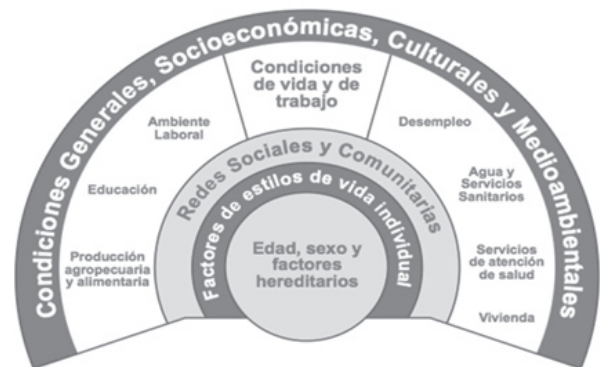 Condiciones Generales, Socioeconómicas, Culturales y Medioambientales
Condiciones
de vida y de
trabajo
Ambiente
Laboral
Desempleo
Educación
Agua y
Servicios
Sanitarios
Producción
agropecuaria
y alimentaria
Servicios
de atención
de salud
Vivienda
Redes Sociales y Comunitarias
Factores de estilos de vida individual
Edad, sexo y
factores
hereditarios